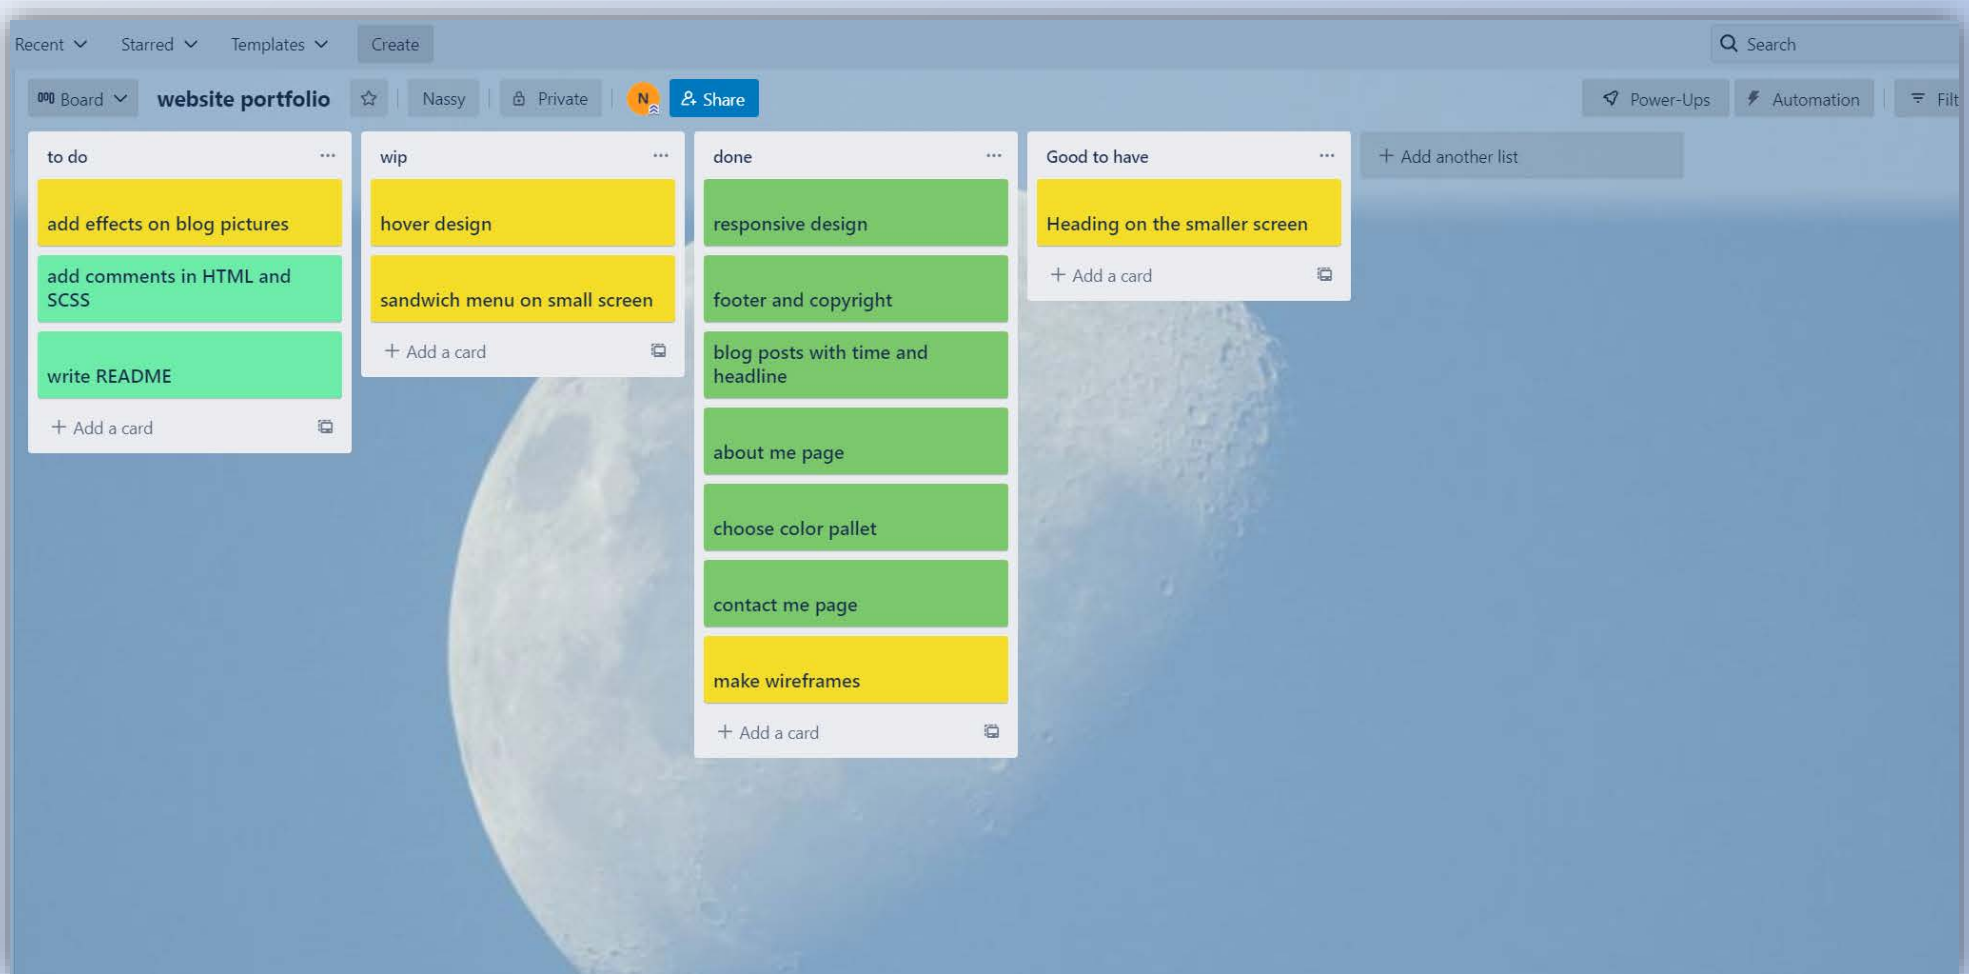 Recent Starred Templates Create Search
Board website portfolio Nassy Private N Share Power-Ups Automation Filt
to do
add effects on blog pictures
add comments in HTML and
SCSS
write README
+ Add a card
wip
hover design
sandwich menu on small screen
+ Add a card
done
responsive design
footer and copyright
blog posts with time and
headline
about me page
choose color pallet
contact me page
make wireframes
+ Add a card
Good to have
Heading on the smaller screen
+ Add a card
+ Add another list